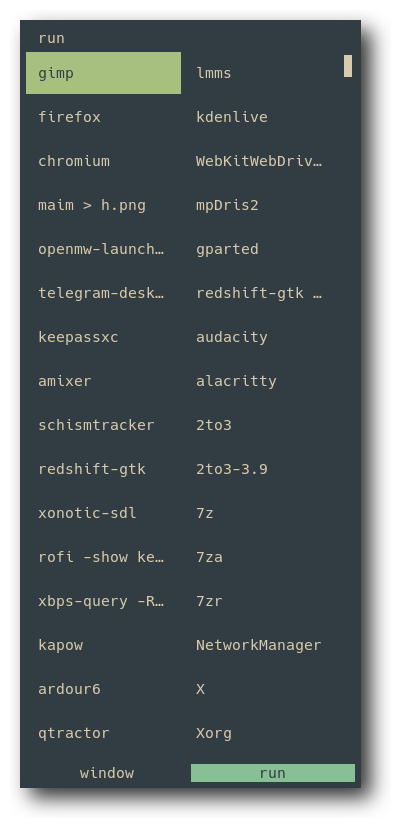 run
gimp
firefox
chromium
maim > h.png
openmw-launch…
telegram-desk…
keepassxc
amixer
schismtracker
redshift-gtk
xonotic-sdl
rofi -show ke…
xbps-query -R…
kapow
ardour6
qtractor
lmms
kdenlive
WebKitWebDriv…
mpDris2
gparted
redshift-gtk …
audacity
alacritty
2to3
2to3-3.9
7z
7za
7zr
NetworkManager
X
Xorg
window
run